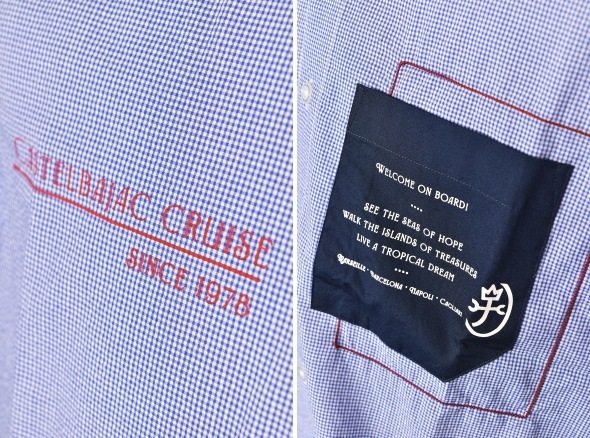 CASTELBAJAC CRUISE
SINCE 1978
WELCOME ON BOARD!
SEE THE SEAS OF HOPE
WALK THE ISLANDS OF TREASURES
LIVE A TROPICAL DREAM
MARSEILLE · BARCELONA · NAPOLI · CAGLIARI